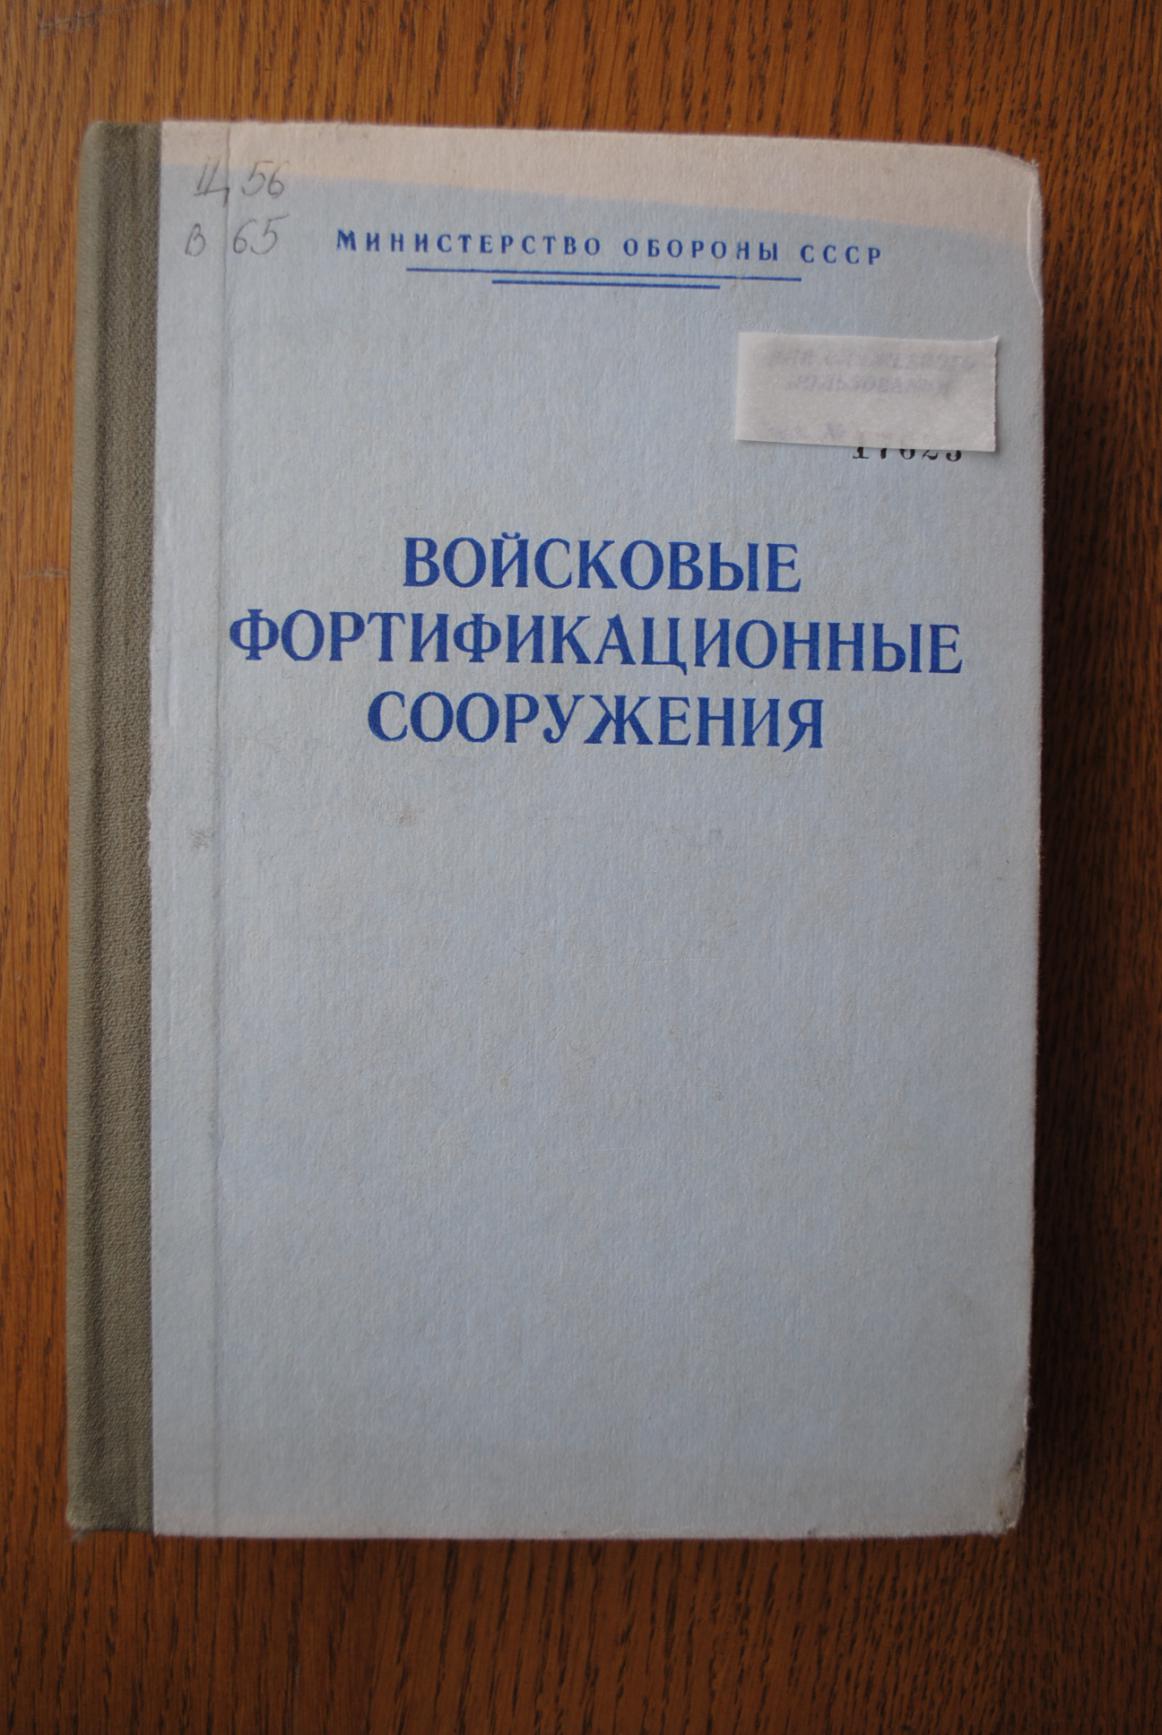 Ц 56
В 65
МИНИСТЕРСТВО ОБОРОНЫ СССР
ВОЙСКОВЫЕ
ФОРТИФИКАЦИОННЫЕ
СООРУЖЕНИЯ